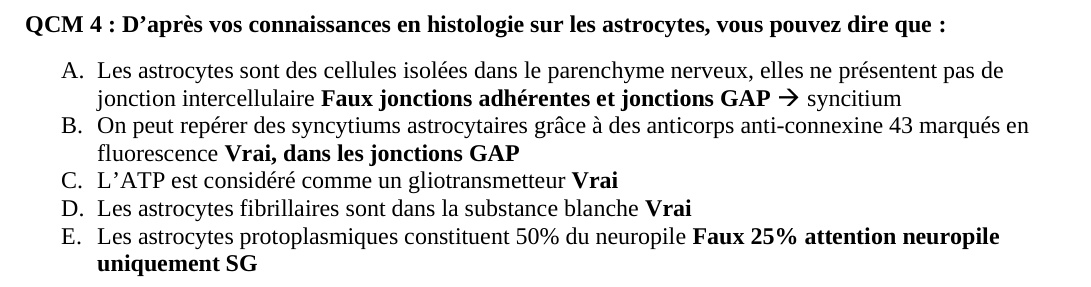 QCM 4 : D’après vos connaissances en histologie sur les astrocytes, vous pouvez dire que :
A. Les astrocytes sont des cellules isolées dans le parenchyme nerveux, elles ne présentent pas de
jonction intercellulaire Faux jonctions adhérentes et jonctions GAP → syncitium
B. On peut repérer des syncytiums astrocytaires grâce à des anticorps anti-connexine 43 marqués en
fluorescence Vrai, dans les jonctions GAP
C. L’ATP est considéré comme un gliotransmetteur Vrai
D. Les astrocytes fibrillaires sont dans la substance blanche Vrai
E. Les astrocytes protoplasmiques constituent 50% du neuropile Faux 25% attention neuropile
uniquement SG